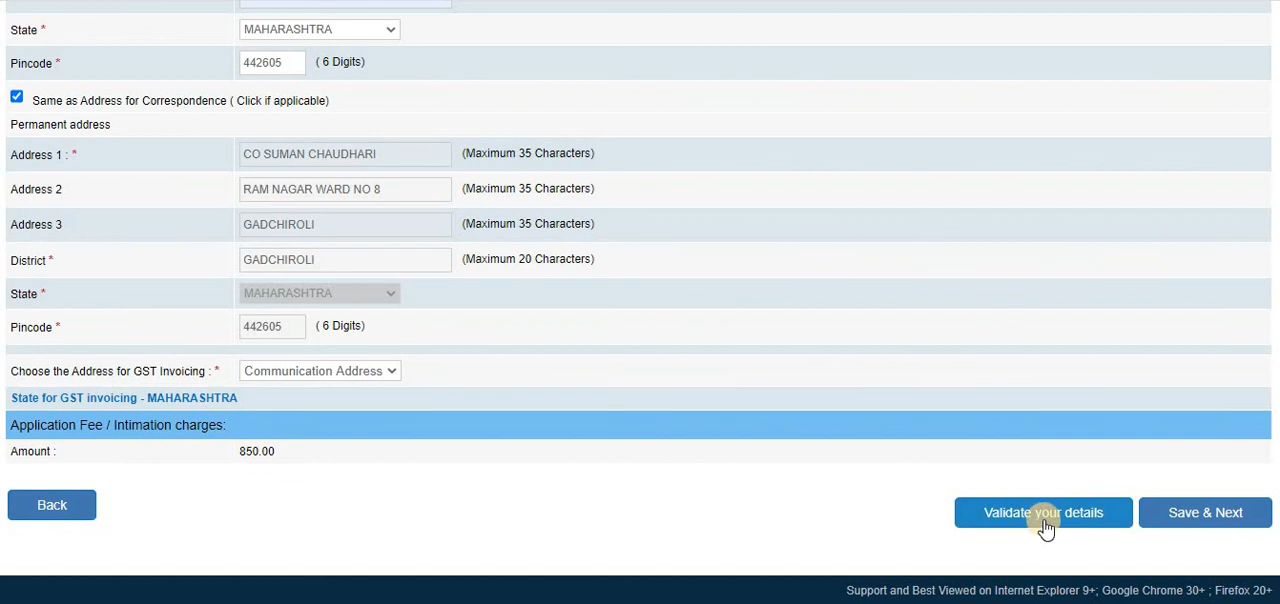 State *
MAHARASHTRA
Pincode *
442605
( 6 Digits)
Same as Address for Correspondence ( Click if applicable)
Permanent address
Address 1 : *
CO SUMAN CHAUDHARI
(Maximum 35 Characters)
Address 2
RAM NAGAR WARD NO 8
(Maximum 35 Characters)
Address 3
GADCHIROLI
(Maximum 35 Characters)
District *
GADCHIROLI
(Maximum 20 Characters)
State *
MAHARASHTRA
Pincode *
442605
( 6 Digits)
Choose the Address for GST Invoicing : *
Communication Address
State for GST invoicing - MAHARASHTRA
Application Fee / Intimation charges:
Amount :
850.00
Back
Validate your details
Save & Next
Support and Best Viewed on Internet Explorer 9+; Google Chrome 30+ ; Firefox 20+